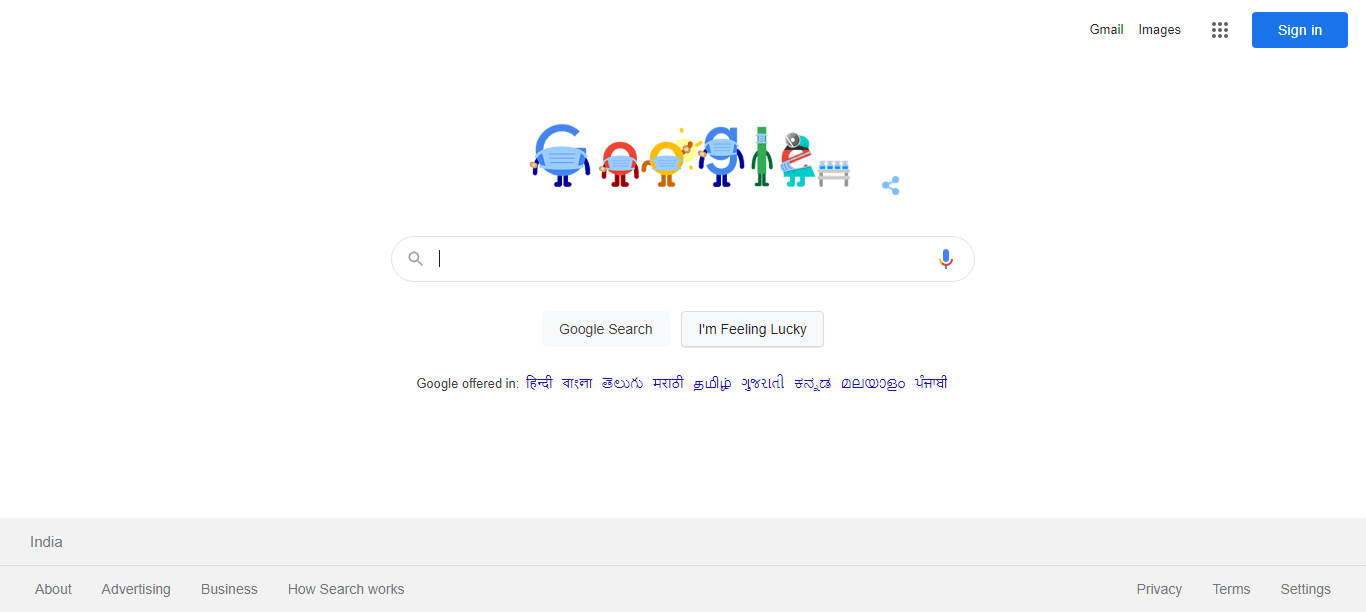 Gmail Images Sign in
Google
Google Search I'm Feeling Lucky
Google offered in: हिन्दी বাংলা తెలుగు मराठी தமிழ் ગુજરાતી ಕನ್ನಡ മലയാളം ਪੰਜਾਬੀ
India
About Advertising Business How Search works Privacy Terms Settings